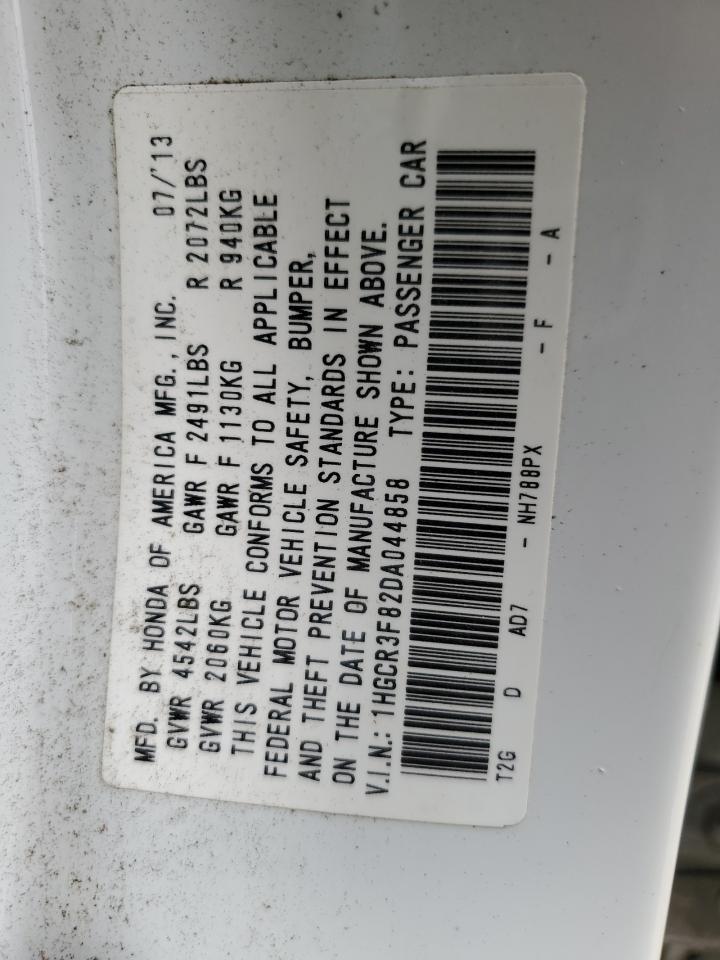 MFD. BY HONDA OF AMERICA MFG., INC. 07/'13
GVWR 4542LBS GAWR F 2491LBS R 2072LBS
GVWR 2060KG GAWR F 1130KG R 940KG
THIS VEHICLE CONFORMS TO ALL APPLICABLE
FEDERAL MOTOR VEHICLE SAFETY, BUMPER,
AND THEFT PREVENTION STANDARDS IN EFFECT
ON THE DATE OF MANUFACTURE SHOWN ABOVE.
V.I.N.: 1HGCR3F82DA044858 TYPE: PASSENGER CAR
T2G D AD7 - NH788PX - F - A